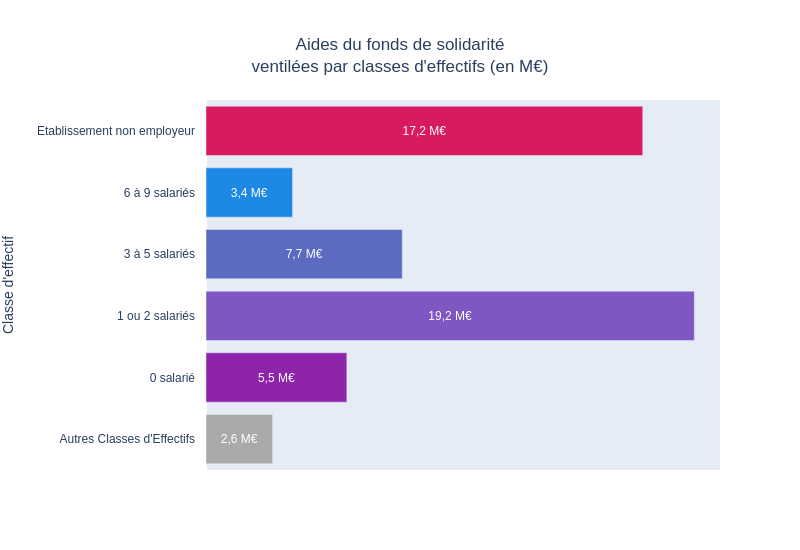 Aides du fonds de solidarité
ventilées par classes d'effectifs (en M€)
Classe d'effectif
Etablissement non employeur
17,2 M€
6 à 9 salariés
3,4 M€
3 à 5 salariés
7,7 M€
1 ou 2 salariés
19,2 M€
0 salarié
5,5 M€
Autres Classes d'Effectifs
2,6 M€